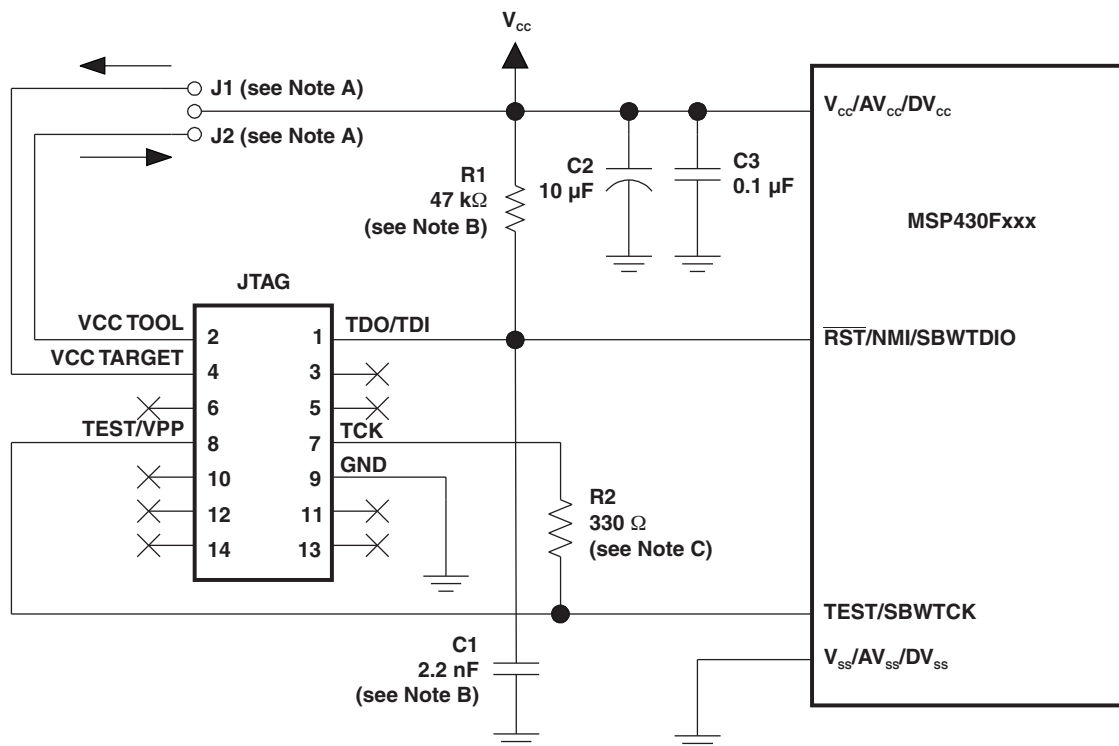 Vcc
J1 (see Note A)
J2 (see Note A)
Vcc/AVcc/DVcc
R1
47 kΩ
(see Note B)
C2
10 µF
C3
0.1 µF
MSP430Fxxx
JTAG
VCC TOOL
2
1
TDO/TDI
RST/NMI/SBWTDIO
VCC TARGET
4
3
6
5
TEST/VPP
8
7
TCK
10
9
GND
12
11
14
13
R2
330 Ω
(see Note C)
TEST/SBWTCK
C1
2.2 nF
(see Note B)
Vss/AVss/DVss